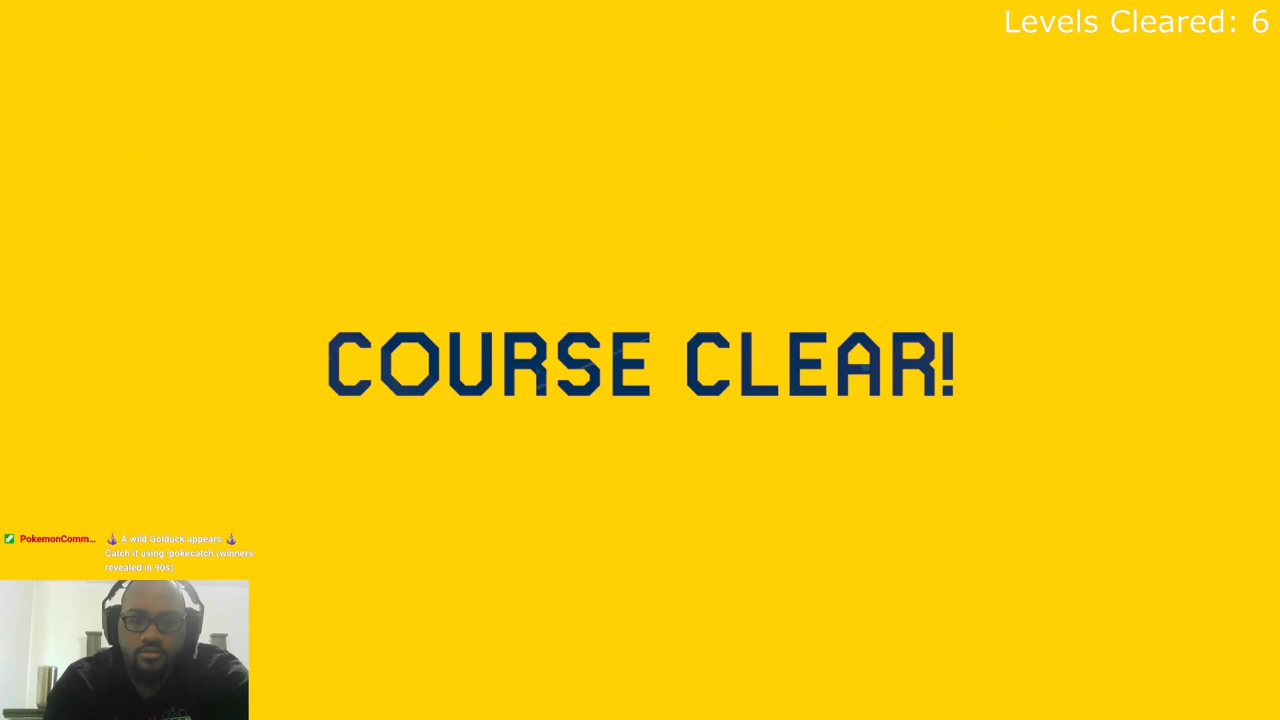 Levels Cleared: 6
COURSE CLEAR!
PokemonComm... A wild Golduck appears
Catch it using !pokecatch (winners
revealed in 90s)